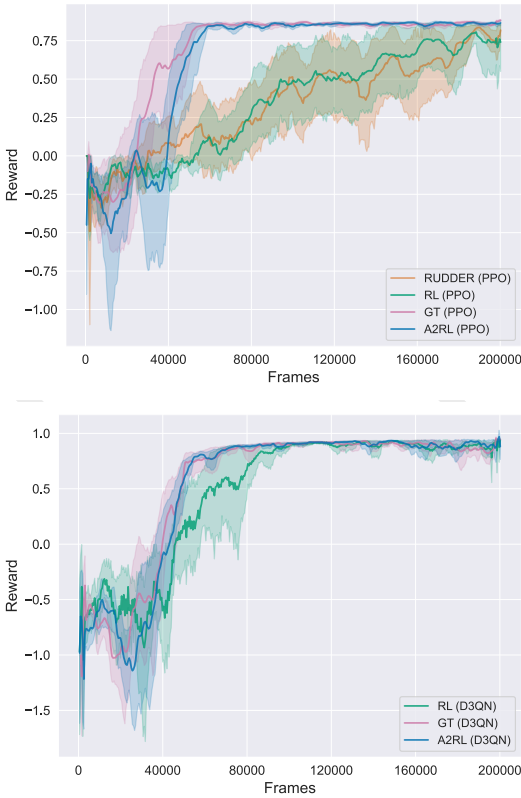 0.75
0.50
0.25
0.00
−0.25
−0.50
−0.75
−1.00
Reward
RUDDER (PPO)
RL (PPO)
GT (PPO)
A2RL (PPO)
0 40000 80000 120000 160000 200000
Frames
1.0
0.5
0.0
−0.5
−1.0
−1.5
Reward
RL (D3QN)
GT (D3QN)
A2RL (D3QN)
0 40000 80000 120000 160000 200000
Frames